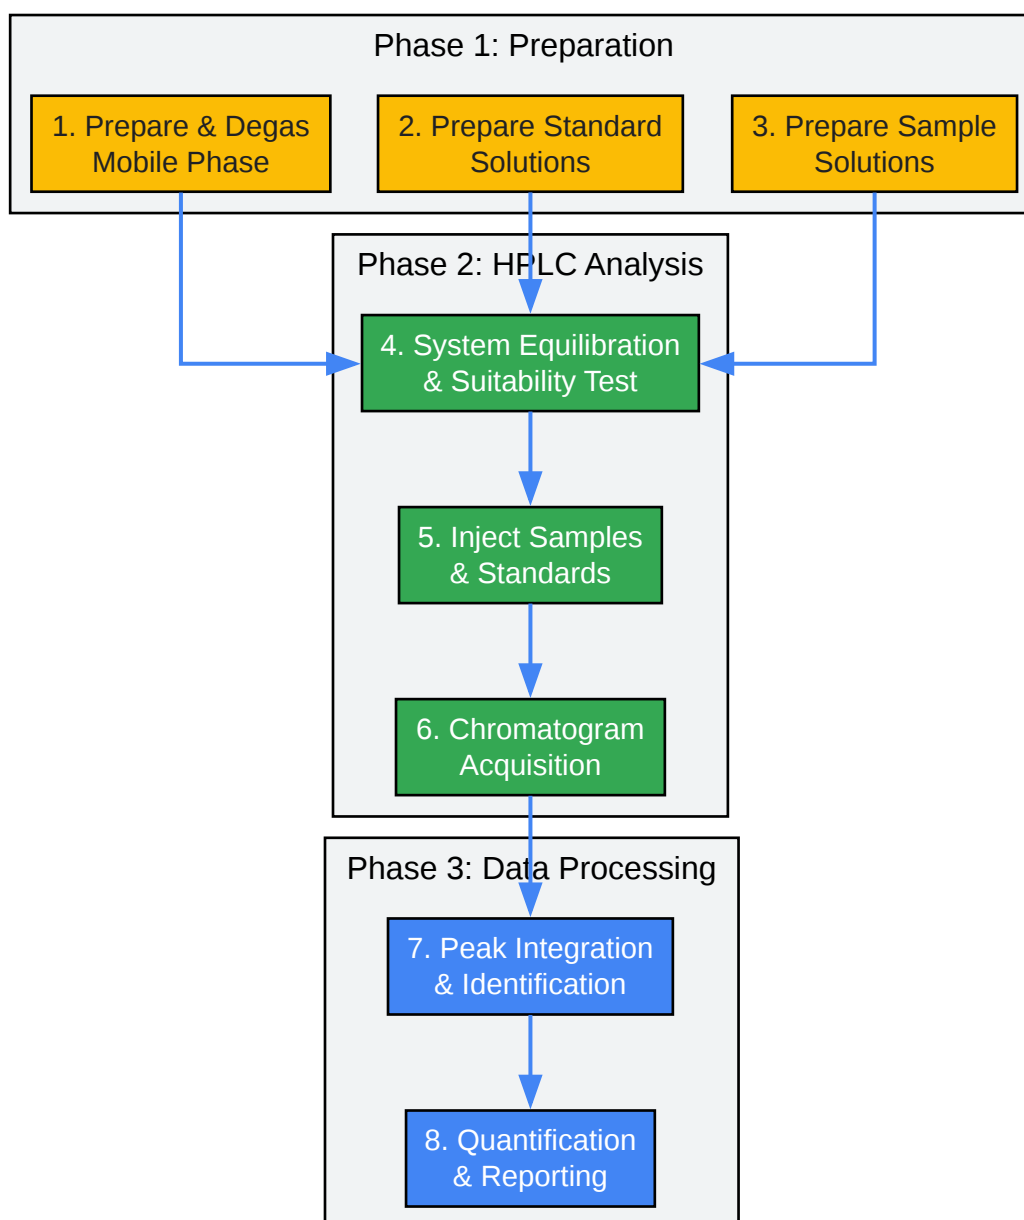 Phase 1: Preparation
1. Prepare & Degas
Mobile Phase
2. Prepare Standard
Solutions
3. Prepare Sample
Solutions
Phase 2: HPLC Analysis
4. System Equilibration
& Suitability Test
5. Inject Samples
& Standards
6. Chromatogram
Acquisition
Phase 3: Data Processing
7. Peak Integration
& Identification
8. Quantification
& Reporting